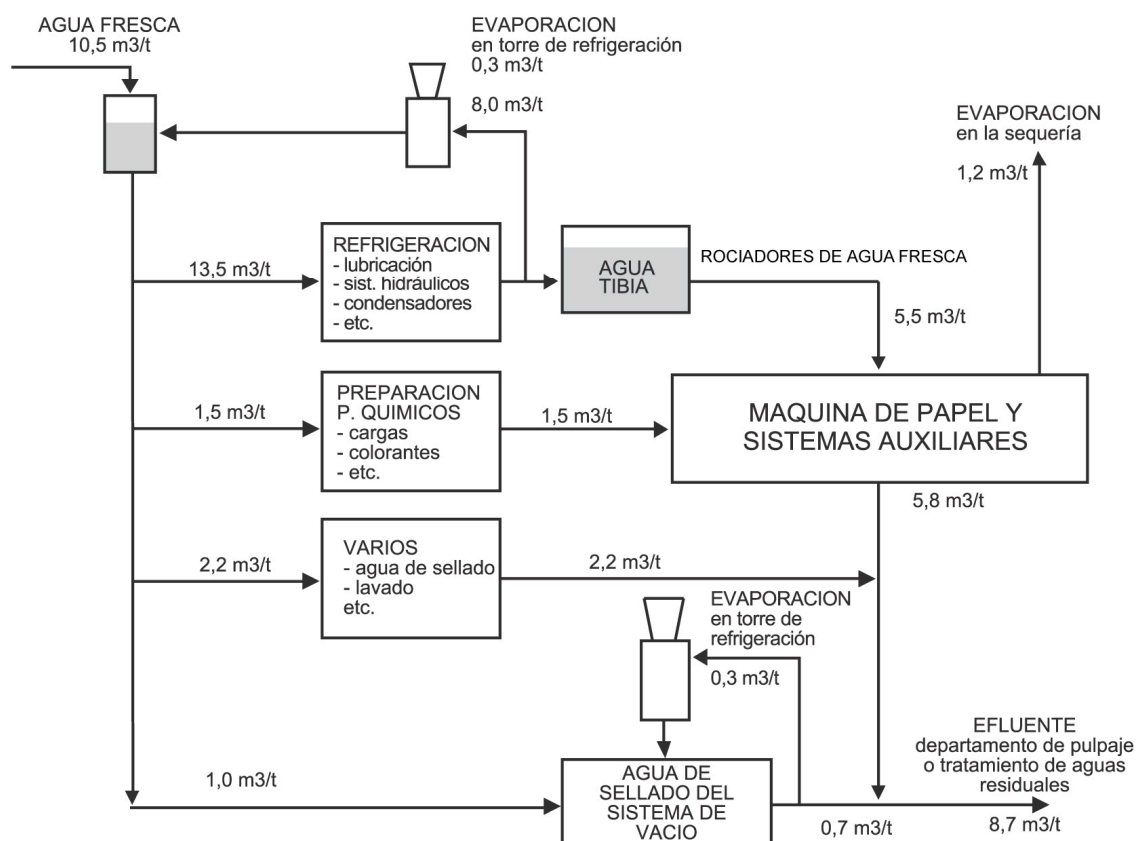 AGUA FRESCA
10,5 m3/t
EVAPORACION
en torre de refrigeración
0,3 m3/t
8,0 m3/t
EVAPORACION
en la sequería
1,2 m3/t
13,5 m3/t
REFRIGERACION
- lubricación
- sist. hidráulicos
- condensadores
- etc.
AGUA
TIBIA
ROCIADORES DE AGUA FRESCA
5,5 m3/t
1,5 m3/t
PREPARACION
P. QUIMICOS
- cargas
- colorantes
- etc.
1,5 m3/t
MAQUINA DE PAPEL Y
SISTEMAS AUXILIARES
5,8 m3/t
2,2 m3/t
VARIOS
- agua de sellado
- lavado
etc.
2,2 m3/t
EVAPORACION
en torre de
refrigeración
0,3 m3/t
1,0 m3/t
AGUA DE
SELLADO DEL
SISTEMA DE
VACIO
0,7 m3/t
EFLUENTE
departamento de pulpaje
o tratamiento de aguas
residuales
8,7 m3/t